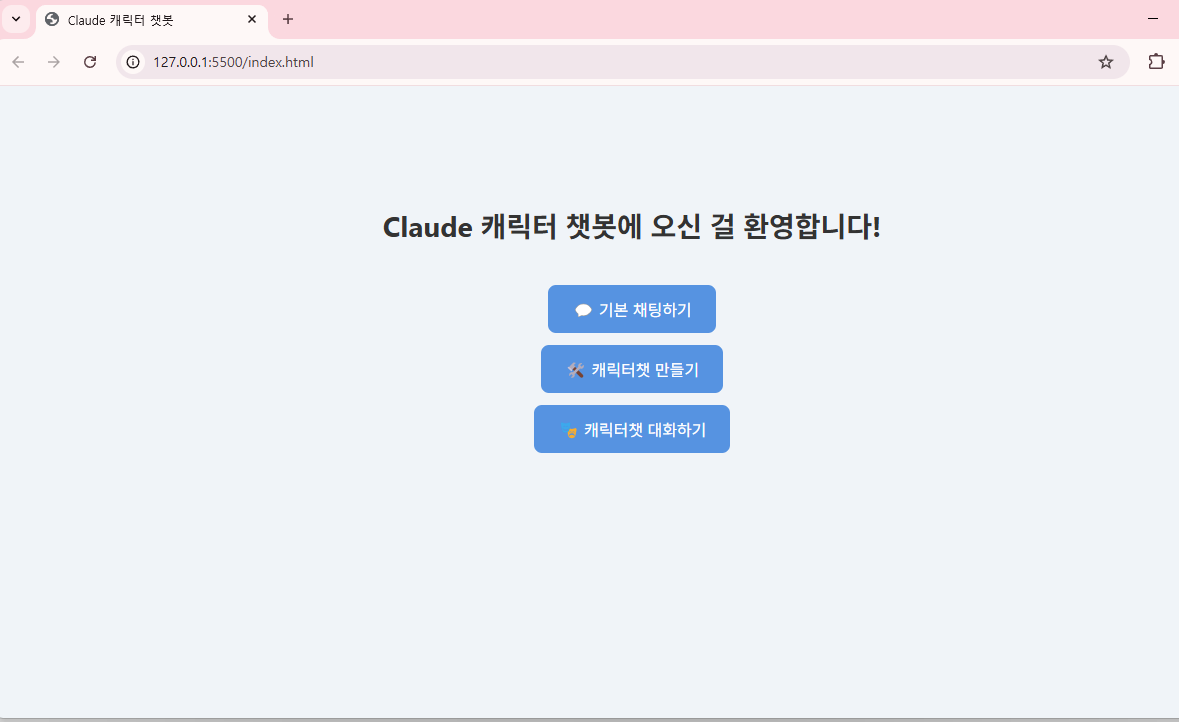 Claude 캐릭터 챗봇
127.0.0.1:5500/index.html
Claude 캐릭터 챗봇에 오신 걸 환영합니다!
💬 기본 채팅하기
🛠️ 캐릭터챗 만들기
🎭 캐릭터챗 대화하기